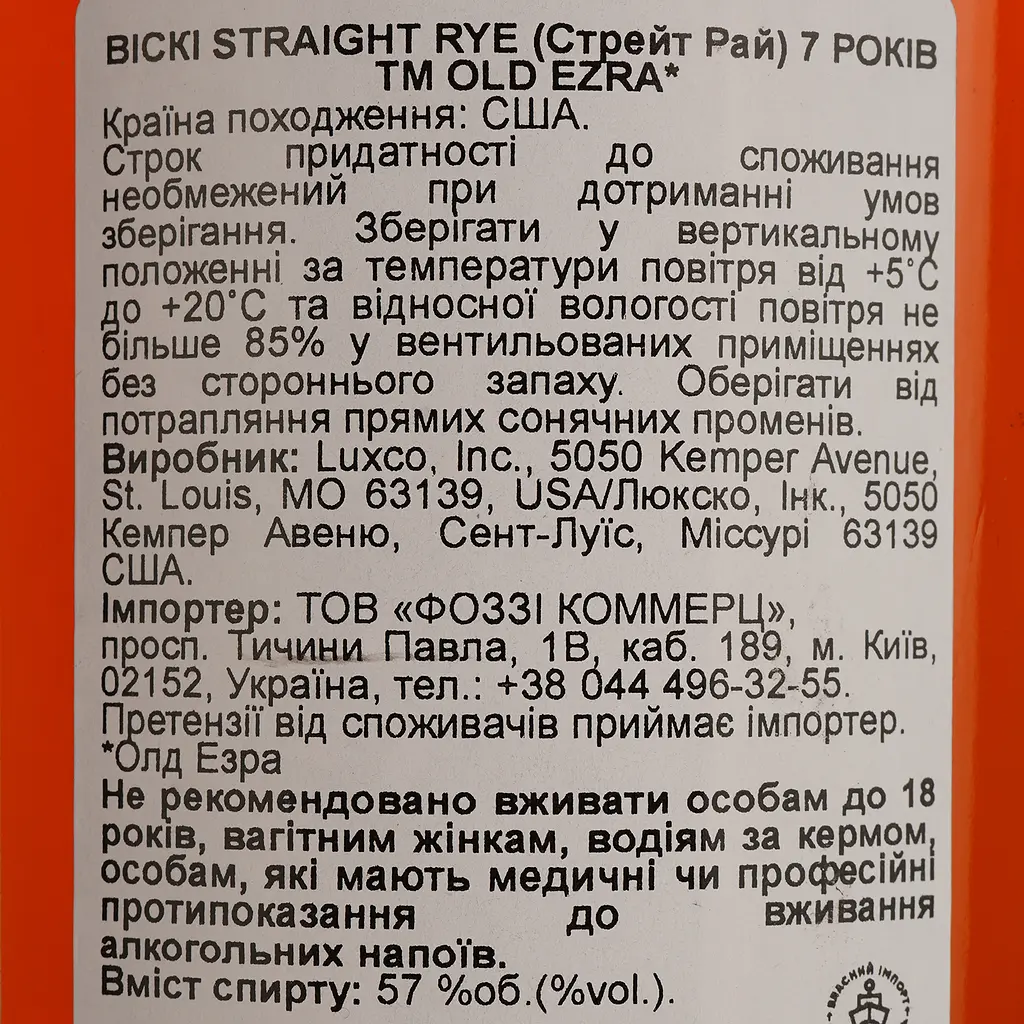 ВІСКІ STRAIGHT RYE (Стрейт Рай) 7 РОКІВ
ТМ OLD EZRA*
Країна походження: США.
Строк придатності до споживання
необмежений при дотриманні умов
зберігання. Зберігати у вертикальному
положенні за температури повітря від +5°C
до +20°C та відносної вологості повітря не
більше 85% у вентильованих приміщеннях
без стороннього запаху. Оберігати від
потрапляння прямих сонячних променів.
Виробник: Luxco, Inc., 5050 Kemper Avenue,
St. Louis, MO 63139, USA/Люкско, Інк., 5050
Кемпер Авеню, Сент-Луїс, Міссурі 63139
США.
Імпортер: ТОВ «ФОЗЗІ КОММЕРЦ»,
просп. Тичини Павла, 1В, каб. 189, м. Київ,
02152, Україна, тел.: +38 044 496-32-55.
Претензії від споживачів приймає імпортер.
*Олд Езра
Не рекомендовано вживати особам до 18
років, вагітним жінкам, водіям за кермом,
особам, які мають медичні чи професійні
протипоказання до вживання
алкогольних напоїв.
Вміст спирту: 57 %об.(%vol.).
ВЛАСНИЙ ІМПОРТ